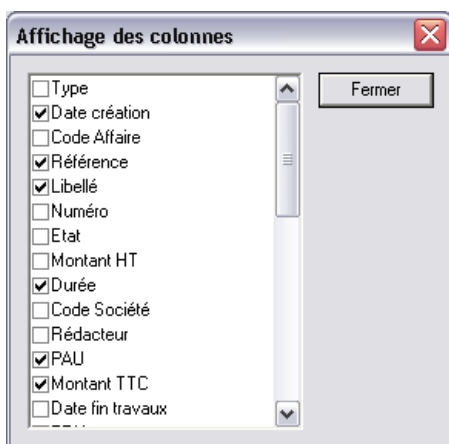 Affichage des colonnes
Type
Fermer
Date création
Code Affaire
Référence
Libellé
Numéro
Etat
Montant HT
Durée
Code Société
Rédacteur
PAU
Montant TTC
Date fin travaux